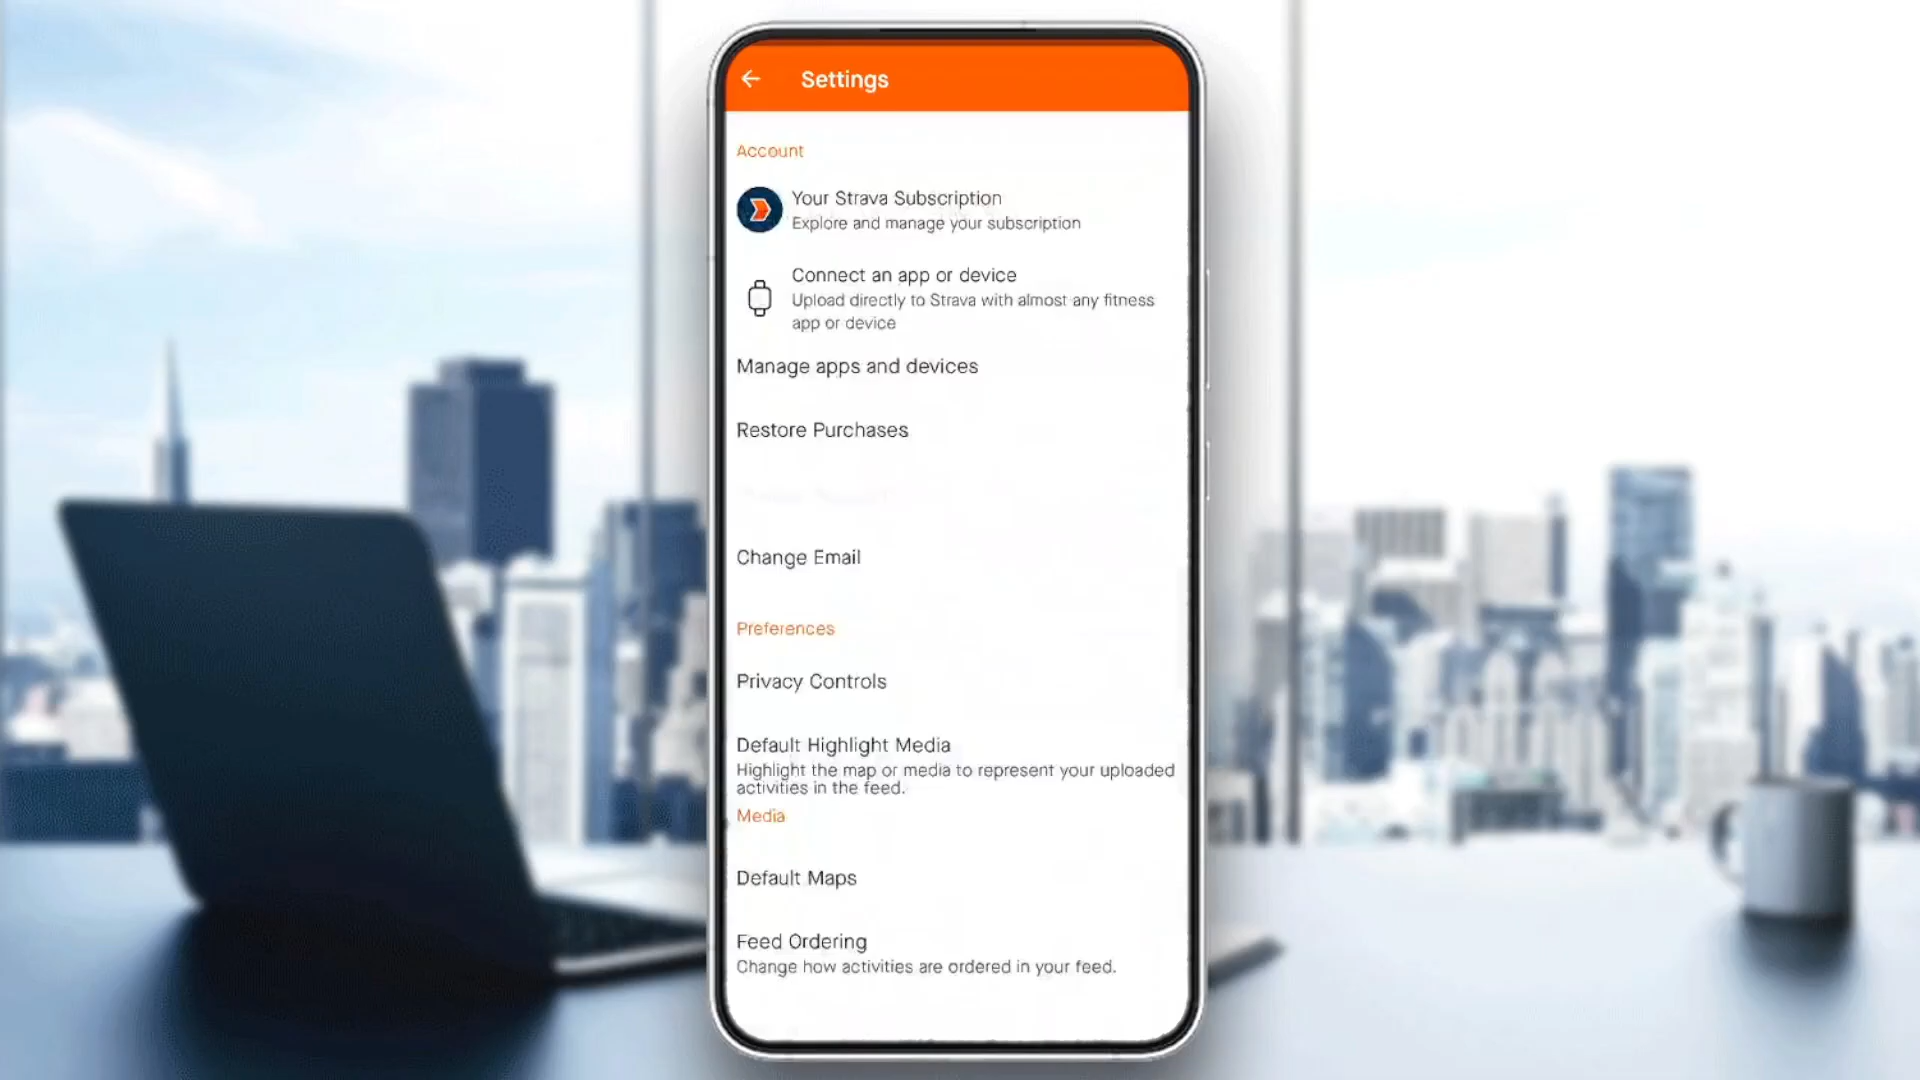 Settings
Account
Your Strava Subscription
Explore and manage your subscription
Connect an app or device
Upload directly to Strava with almost any fitness
app or device
Manage apps and devices
Restore Purchases
Change Email
Preferences
Privacy Controls
Default Highlight Media
Highlight the map or media to represent your uploaded
activities in the feed.
Media
Default Maps
Feed Ordering
Change how activities are ordered in your feed.